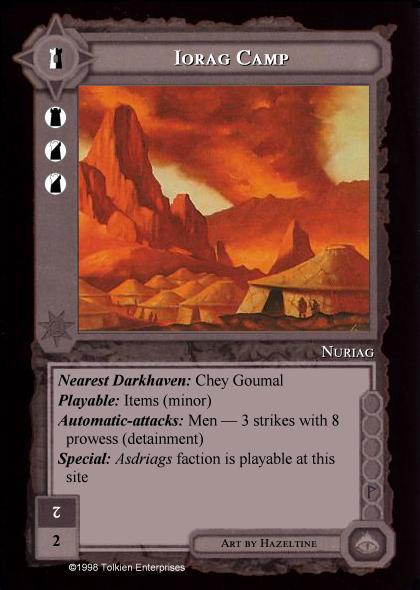 IORAG CAMP
NURIAG
Nearest Darkhaven: Chey Goumal
Playable: Items (minor)
Automatic-attacks: Men — 3 strikes with 8
prowess (detainment)
Special: Asdriags faction is playable at this
site
2
2
ART BY HAZELTINE
©1998 Tolkien Enterprises